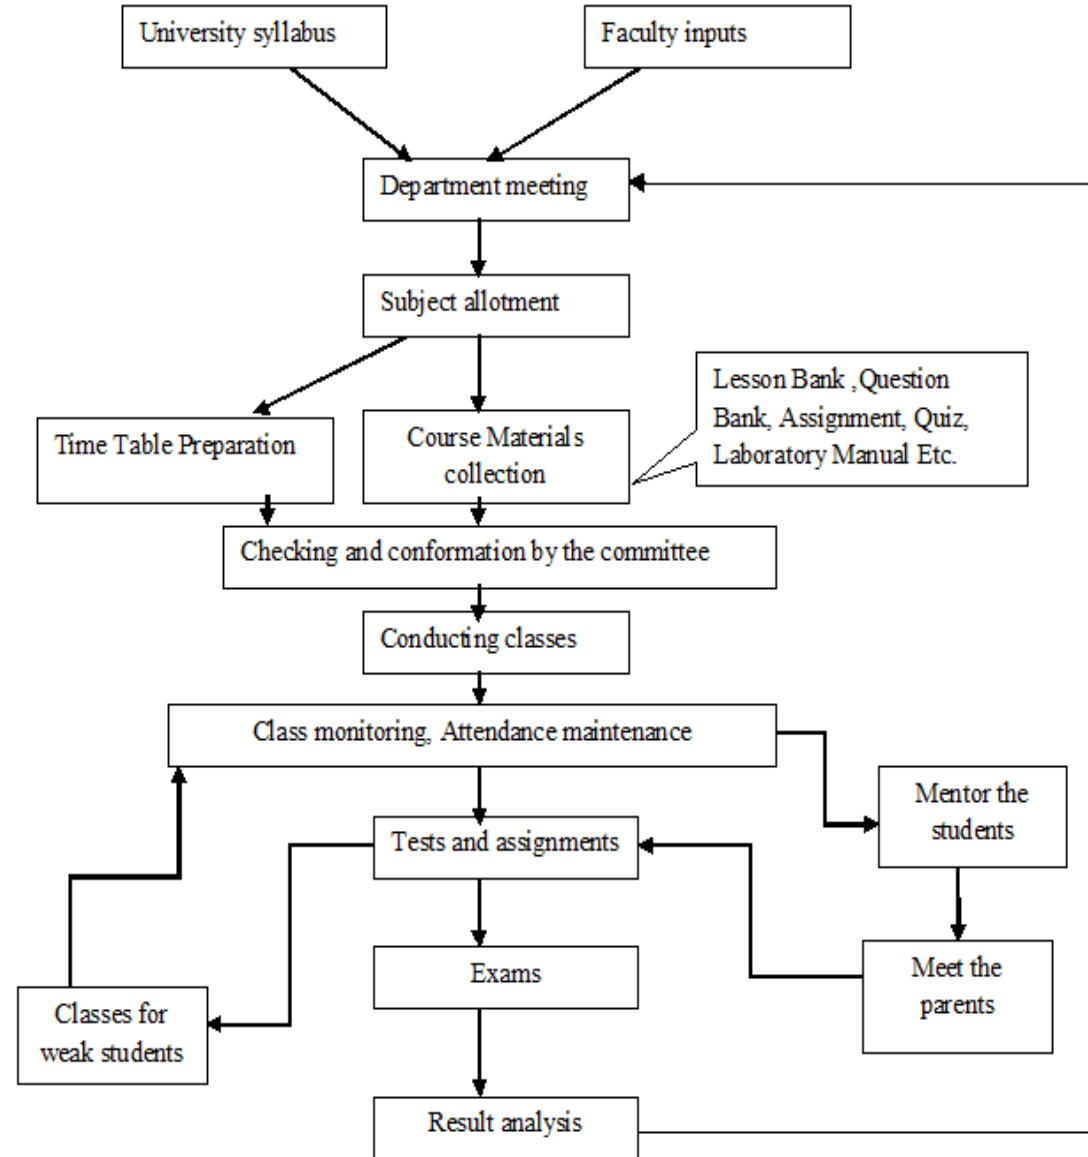 University syllabus
Faculty inputs
Department meeting
Subject allotment
Lesson Bank ,Question
Bank, Assignment, Quiz,
Laboratory Manual Etc.
Time Table Preparation
Course Materials
collection
Checking and conformation by the committee
Conducting classes
Class monitoring, Attendance maintenance
Mentor the
students
Tests and assignments
Meet the
parents
Exams
Classes for
weak students
Result analysis